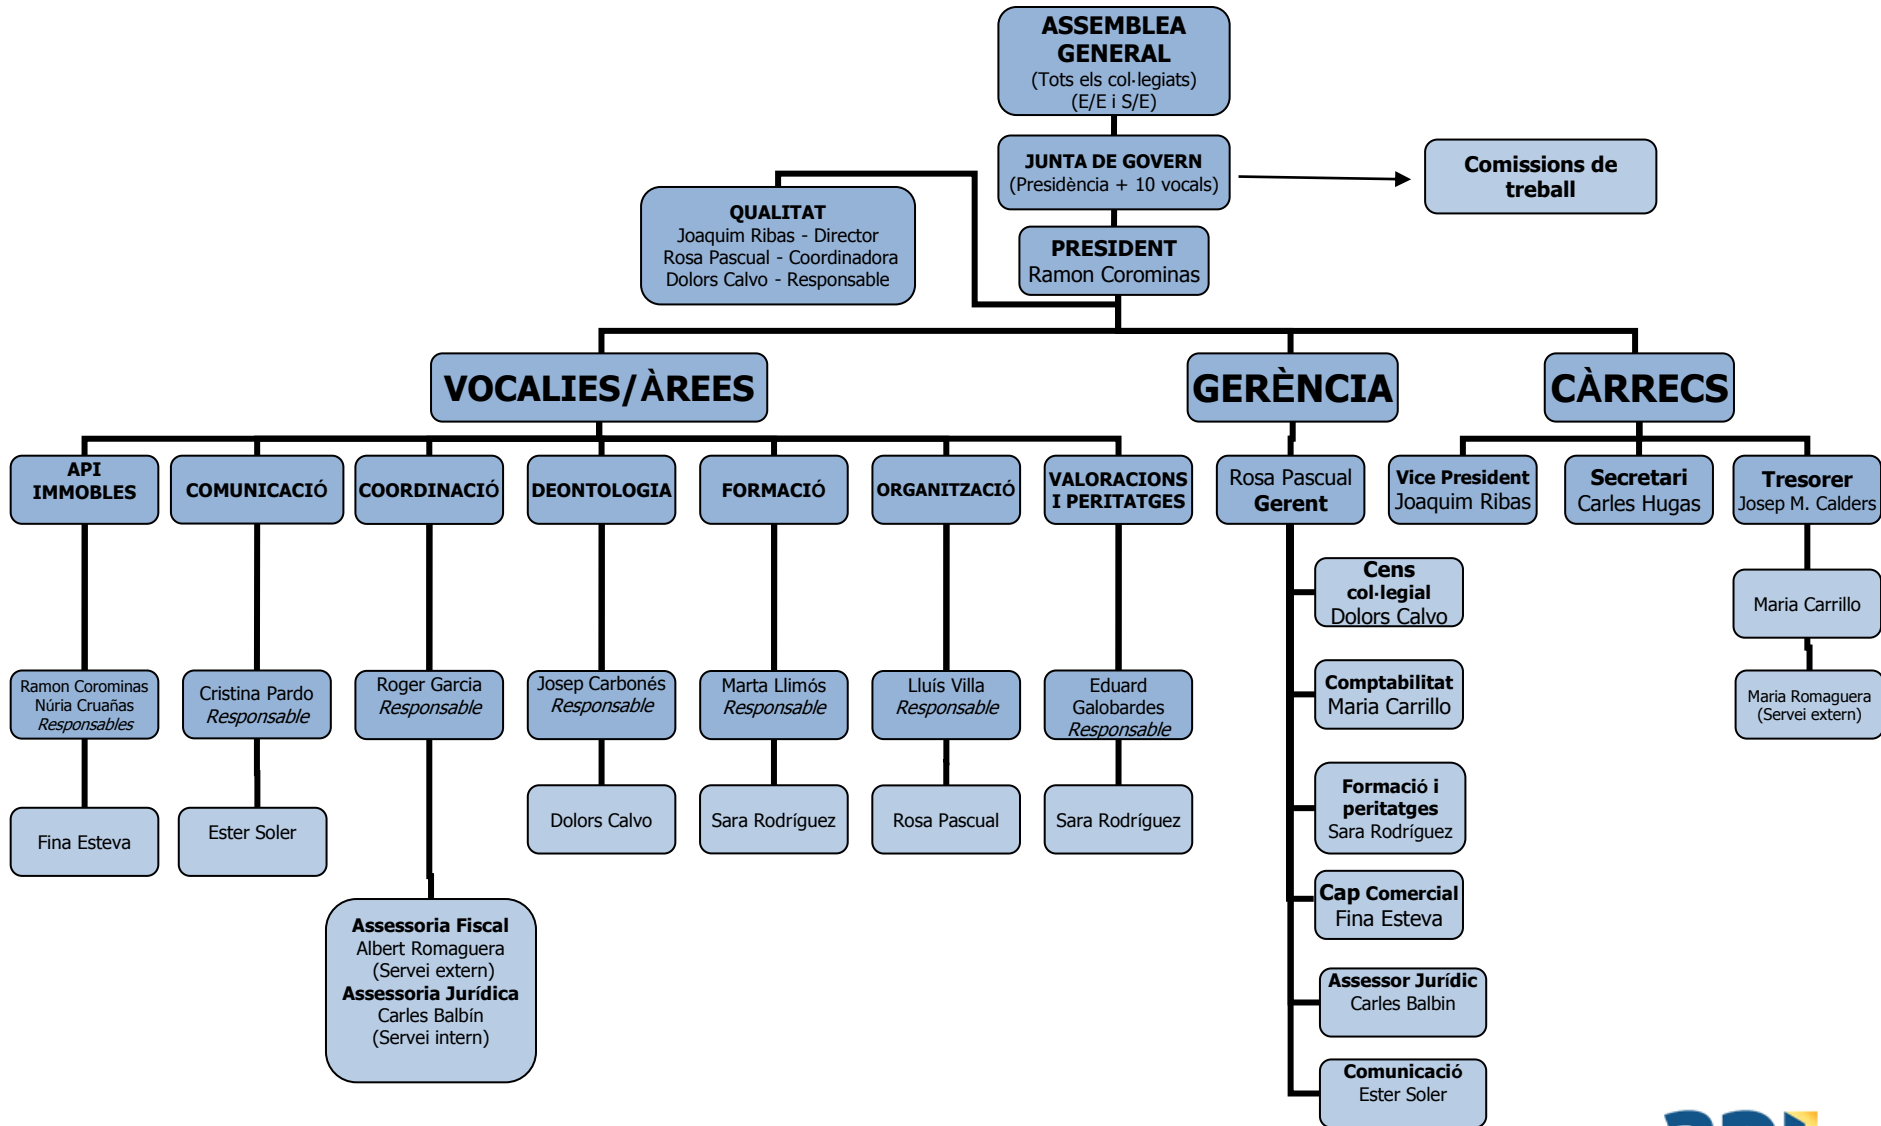 ASSEMBLEA
GENERAL
(Tots els col·legiats)
(E/E i S/E)
JUNTA DE GOVERN
(Presidència + 10 vocals)
Comissions de
treball
QUALITAT
Joaquim Ribas - Director
Rosa Pascual - Coordinadora
Dolors Calvo - Responsable
PRESIDENT
Ramon Corominas
VOCALIES/ÀREES
GERÈNCIA
CÀRRECS
API
IMMOBLES
COMUNICACIÓ
COORDINACIÓ
DEONTOLOGIA
FORMACIÓ
ORGANITZACIÓ
VALORACIONS
I PERITATGES
Rosa Pascual
Gerent
Vice President
Joaquim Ribas
Secretari
Carles Hugas
Tresorer
Josep M. Calders
Cens
col·legial
Dolors Calvo
Maria Carrillo
Ramon Corominas
Núria Cruañas
Responsables
Cristina Pardo
Responsable
Roger Garcia
Responsable
Josep Carbonés
Responsable
Marta Llimós
Responsable
Lluís Villa
Responsable
Eduard
Galobardes
Responsable
Comptabilitat
Maria Carrillo
Maria Romaguera
(Servei extern)
Fina Esteva
Ester Soler
Dolors Calvo
Sara Rodríguez
Rosa Pascual
Sara Rodríguez
Formació i
peritatges
Sara Rodríguez
Cap Comercial
Fina Esteva
Assessoria Fiscal
Albert Romaguera
(Servei extern)
Assessoria Jurídica
Carles Balbín
(Servei intern)
Assessor Jurídic
Carles Balbin
Comunicació
Ester Soler